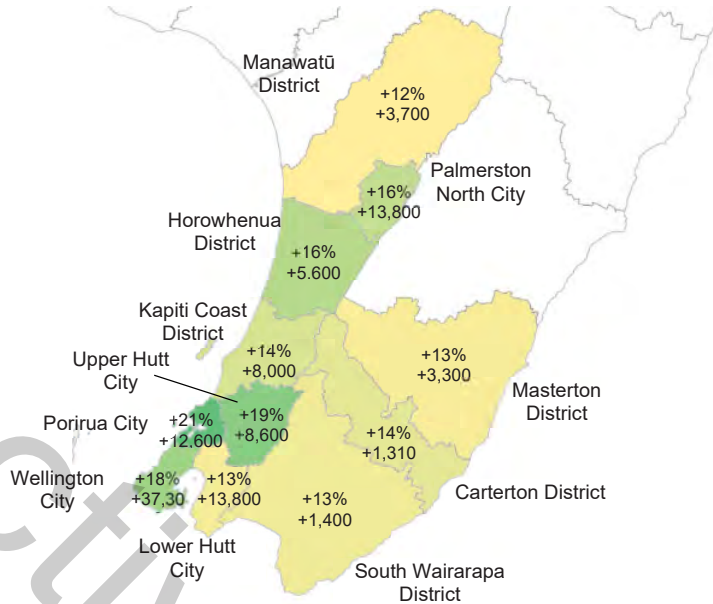 Manawatū
District
+12%
+3,700
Palmerston
North City
+16%
+13,800
Horowhenua
District
+16%
+5.600
Kapiti Coast
District
+14%
+8,000
Upper Hutt
City
+19%
+8,600
+13%
+3,300
Masterton
District
Porirua City
+21%
+12,600
+14%
+1,310
Carterton District
Wellington
City
+18%
+37,30
+13%
+13,800
Lower Hutt
City
+13%
+1,400
South Wairarapa
District